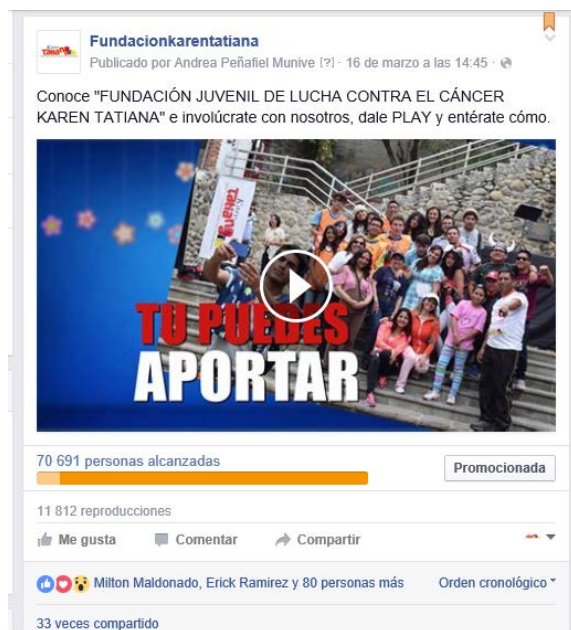 Fundacionkarentatiana
Publicado por Andrea Peñafiel Munive [?] · 16 de marzo a las 14:45 ·
Conoce "FUNDACIÓN JUVENIL DE LUCHA CONTRA EL CÁNCER
KAREN TATIANA" e involúcrate con nosotros, dale PLAY y entérate cómo.
Tatiana
TU PUEDES
APORTAR
70 691 personas alcanzadas
Promocionada
11 812 reproducciones
Me gusta Comentar Compartir
Milton Maldonado, Erick Ramirez y 80 personas más Orden cronológico
33 veces compartido